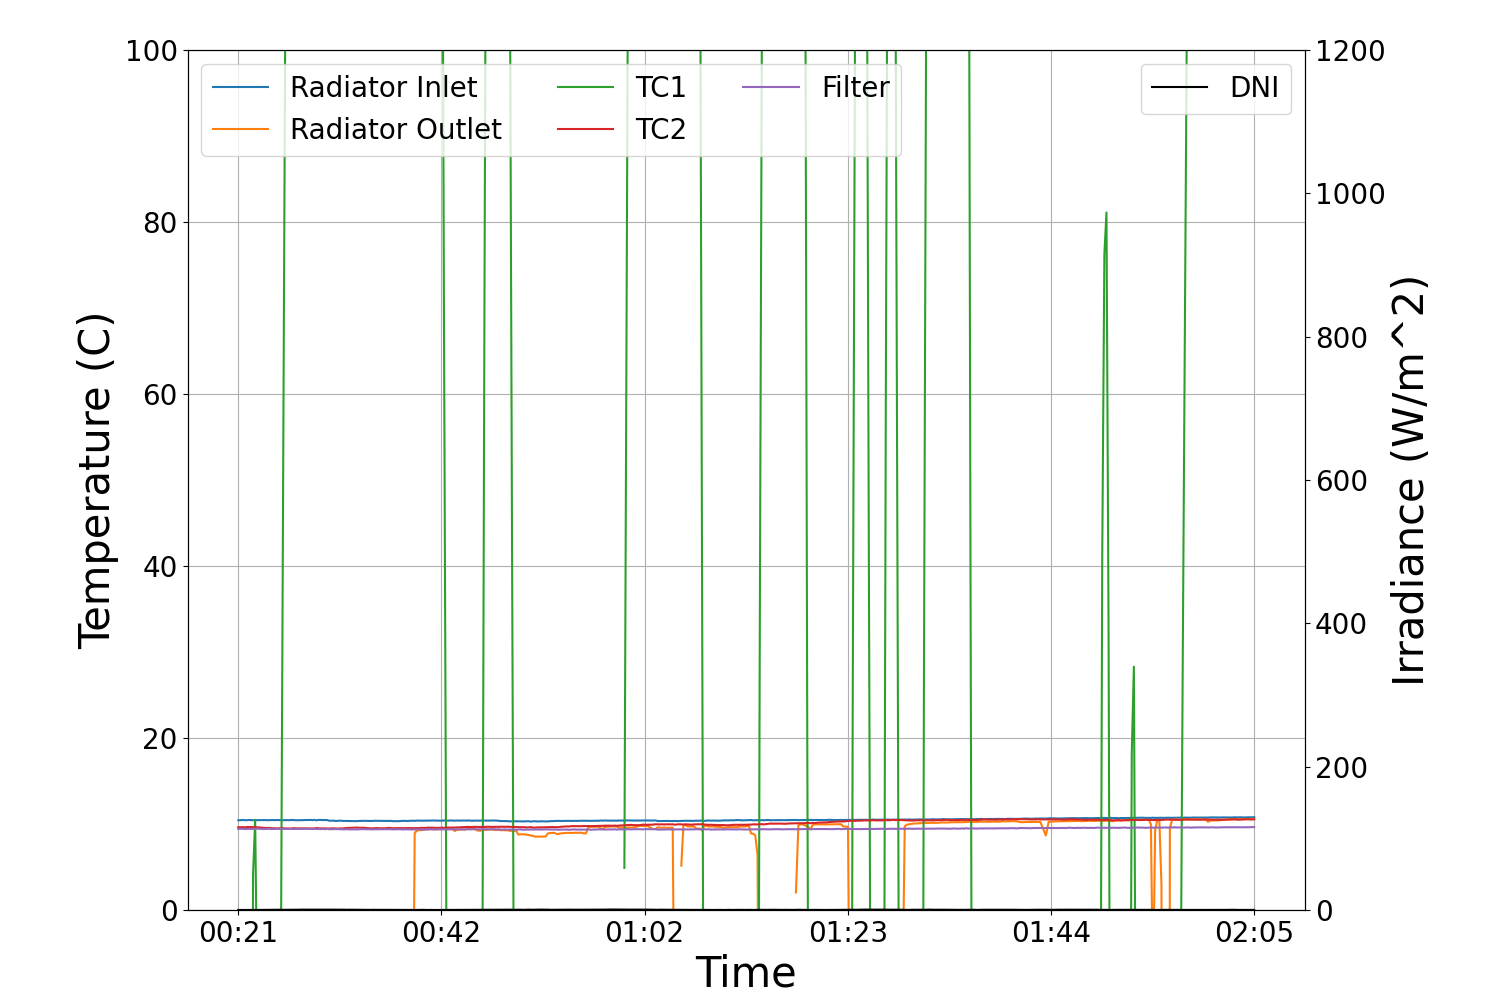 100
80
60
40
20
0
Temperature (C)
Radiator Inlet
Radiator Outlet
TC1
TC2
Filter
DNI
1200
1000
800
600
400
200
0
Irradiance (W/m^2)
00:21 00:42 01:02 01:23 01:44 02:05
Time